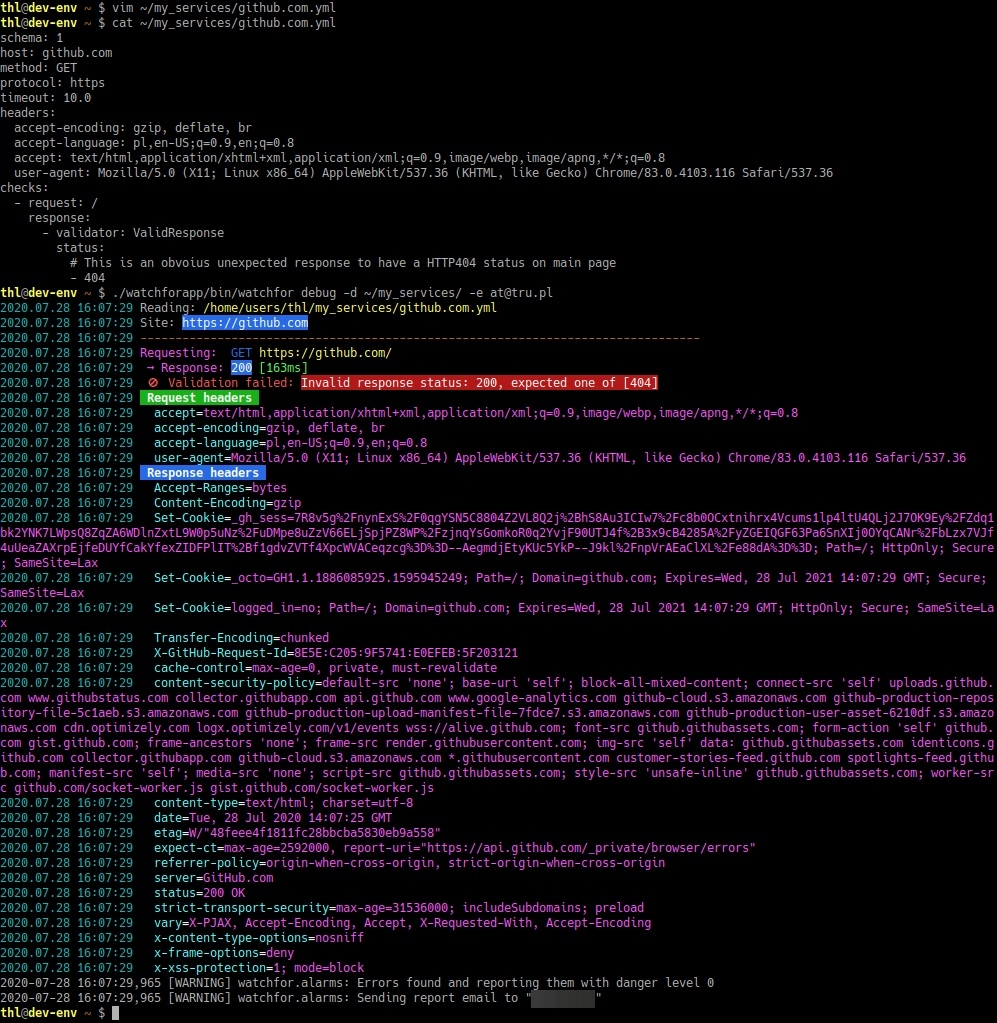 thl@dev-env ~ $ vim ~/my_services/github.com.yml
thl@dev-env ~ $ cat ~/my_services/github.com.yml
schema: 1
host: github.com
method: GET
protocol: https
timeout: 10.0
headers:
  accept-encoding: gzip, deflate, br
  accept-language: pl,en-US;q=0.9,en;q=0.8
  accept: text/html,application/xhtml+xml,application/xml;q=0.9,image/webp,image/apng,*/*;q=0.8
  user-agent: Mozilla/5.0 (X11; Linux x86_64) AppleWebKit/537.36 (KHTML, like Gecko) Chrome/83.0.4103.116 Safari/537.36
checks:
  - request: /
    response:
      - validator: ValidResponse
        status:
          # This is an obvoius unexpected response to have a HTTP404 status on main page
          - 404
thl@dev-env ~ $ ./watchforapp/bin/watchfor debug -d ~/my_services/ -e at@tru.pl
2020.07.28 16:07:29 Reading: /home/users/thl/my_services/github.com.yml
2020.07.28 16:07:29 Site: https://github.com
2020.07.28 16:07:29 --------------------------------------------------------------------------------
2020.07.28 16:07:29 Requesting:  GET https://github.com/
2020.07.28 16:07:29  → Response: 200 [163ms]
2020.07.28 16:07:29  🚫 Validation failed: Invalid response status: 200, expected one of [404]
2020.07.28 16:07:29  Request headers
2020.07.28 16:07:29   accept=text/html,application/xhtml+xml,application/xml;q=0.9,image/webp,image/apng,*/*;q=0.8
2020.07.28 16:07:29   accept-encoding=gzip, deflate, br
2020.07.28 16:07:29   accept-language=pl,en-US;q=0.9,en;q=0.8
2020.07.28 16:07:29   user-agent=Mozilla/5.0 (X11; Linux x86_64) AppleWebKit/537.36 (KHTML, like Gecko) Chrome/83.0.4103.116 Safari/537.36
2020.07.28 16:07:29  Response headers
2020.07.28 16:07:29   Accept-Ranges=bytes
2020.07.28 16:07:29   Content-Encoding=gzip
2020.07.28 16:07:29   Set-Cookie=_gh_sess=7R8v5g%2FnynExS%2F0qgYSN5C8804Z2VL8Q2j%2BhS8Au3ICIw7%2Fc8b0OCxtnihrx4Vcums1lp4ltU4QLj2J7OK9Ey%2FZdq1
bk2YNK7LWpsQ8ZqZA6WDlnZxtL9W0p5uNz%2FuDMpe8uZzV66ELjSpjPZ8WP%2FzjnqYsGomkoR0q2YvjF90UTJ4f%2B3x9cB4285A%2FyZGEIQGF63Pa6SnXIj0OYqCANr%2FbLzx7VJf
4uUeaZAXrpEjfeDUYfCakYfexZIDFPlIT%2Bf1gdvZVTf4XpcWVACeqzcg%3D%3D--AegmdjEtyKUc5YkP--J9kl%2FnpVrAEaClXL%2Fe88dA%3D%3D; Path=/; HttpOnly; Secure
; SameSite=Lax
2020.07.28 16:07:29   Set-Cookie=_octo=GH1.1.1886085925.1595945249; Path=/; Domain=github.com; Expires=Wed, 28 Jul 2021 14:07:29 GMT; Secure;
SameSite=Lax
2020.07.28 16:07:29   Set-Cookie=logged_in=no; Path=/; Domain=github.com; Expires=Wed, 28 Jul 2021 14:07:29 GMT; HttpOnly; Secure; SameSite=La
x
2020.07.28 16:07:29   Transfer-Encoding=chunked
2020.07.28 16:07:29   X-GitHub-Request-Id=8E5E:C205:9F5741:E0EFEB:5F203121
2020.07.28 16:07:29   cache-control=max-age=0, private, must-revalidate
2020.07.28 16:07:29   content-security-policy=default-src 'none'; base-uri 'self'; block-all-mixed-content; connect-src 'self' uploads.github.
com www.githubstatus.com collector.githubapp.com api.github.com www.google-analytics.com github-cloud.s3.amazonaws.com github-production-repos
itory-file-5c1aeb.s3.amazonaws.com github-production-upload-manifest-file-7fdce7.s3.amazonaws.com github-production-user-asset-6210df.s3.amazo
naws.com cdn.optimizely.com logx.optimizely.com/v1/events wss://alive.github.com; font-src github.githubassets.com; form-action 'self' github.
com gist.github.com; frame-ancestors 'none'; frame-src render.githubusercontent.com; img-src 'self' data: github.githubassets.com identicons.g
ithub.com collector.githubapp.com github-cloud.s3.amazonaws.com *.githubusercontent.com customer-stories-feed.github.com spotlights-feed.githu
b.com; manifest-src 'self'; media-src 'none'; script-src github.githubassets.com; style-src 'unsafe-inline' github.githubassets.com; worker-sr
c github.com/socket-worker.js gist.github.com/socket-worker.js
2020.07.28 16:07:29   content-type=text/html; charset=utf-8
2020.07.28 16:07:29   date=Tue, 28 Jul 2020 14:07:25 GMT
2020.07.28 16:07:29   etag=W/"48feee4f1811fc28bbcba5830eb9a558"
2020.07.28 16:07:29   expect-ct=max-age=2592000, report-uri="https://api.github.com/_private/browser/errors"
2020.07.28 16:07:29   referrer-policy=origin-when-cross-origin, strict-origin-when-cross-origin
2020.07.28 16:07:29   server=GitHub.com
2020.07.28 16:07:29   status=200 OK
2020.07.28 16:07:29   strict-transport-security=max-age=31536000; includeSubdomains; preload
2020.07.28 16:07:29   vary=X-PJAX, Accept-Encoding, Accept, X-Requested-With, Accept-Encoding
2020.07.28 16:07:29   x-content-type-options=nosniff
2020.07.28 16:07:29   x-frame-options=deny
2020.07.28 16:07:29   x-xss-protection=1; mode=block
2020-07-28 16:07:29,965 [WARNING] watchfor.alarms: Errors found and reporting them with danger level 0
2020-07-28 16:07:29,965 [WARNING] watchfor.alarms: Sending report email to " "
thl@dev-env ~ $